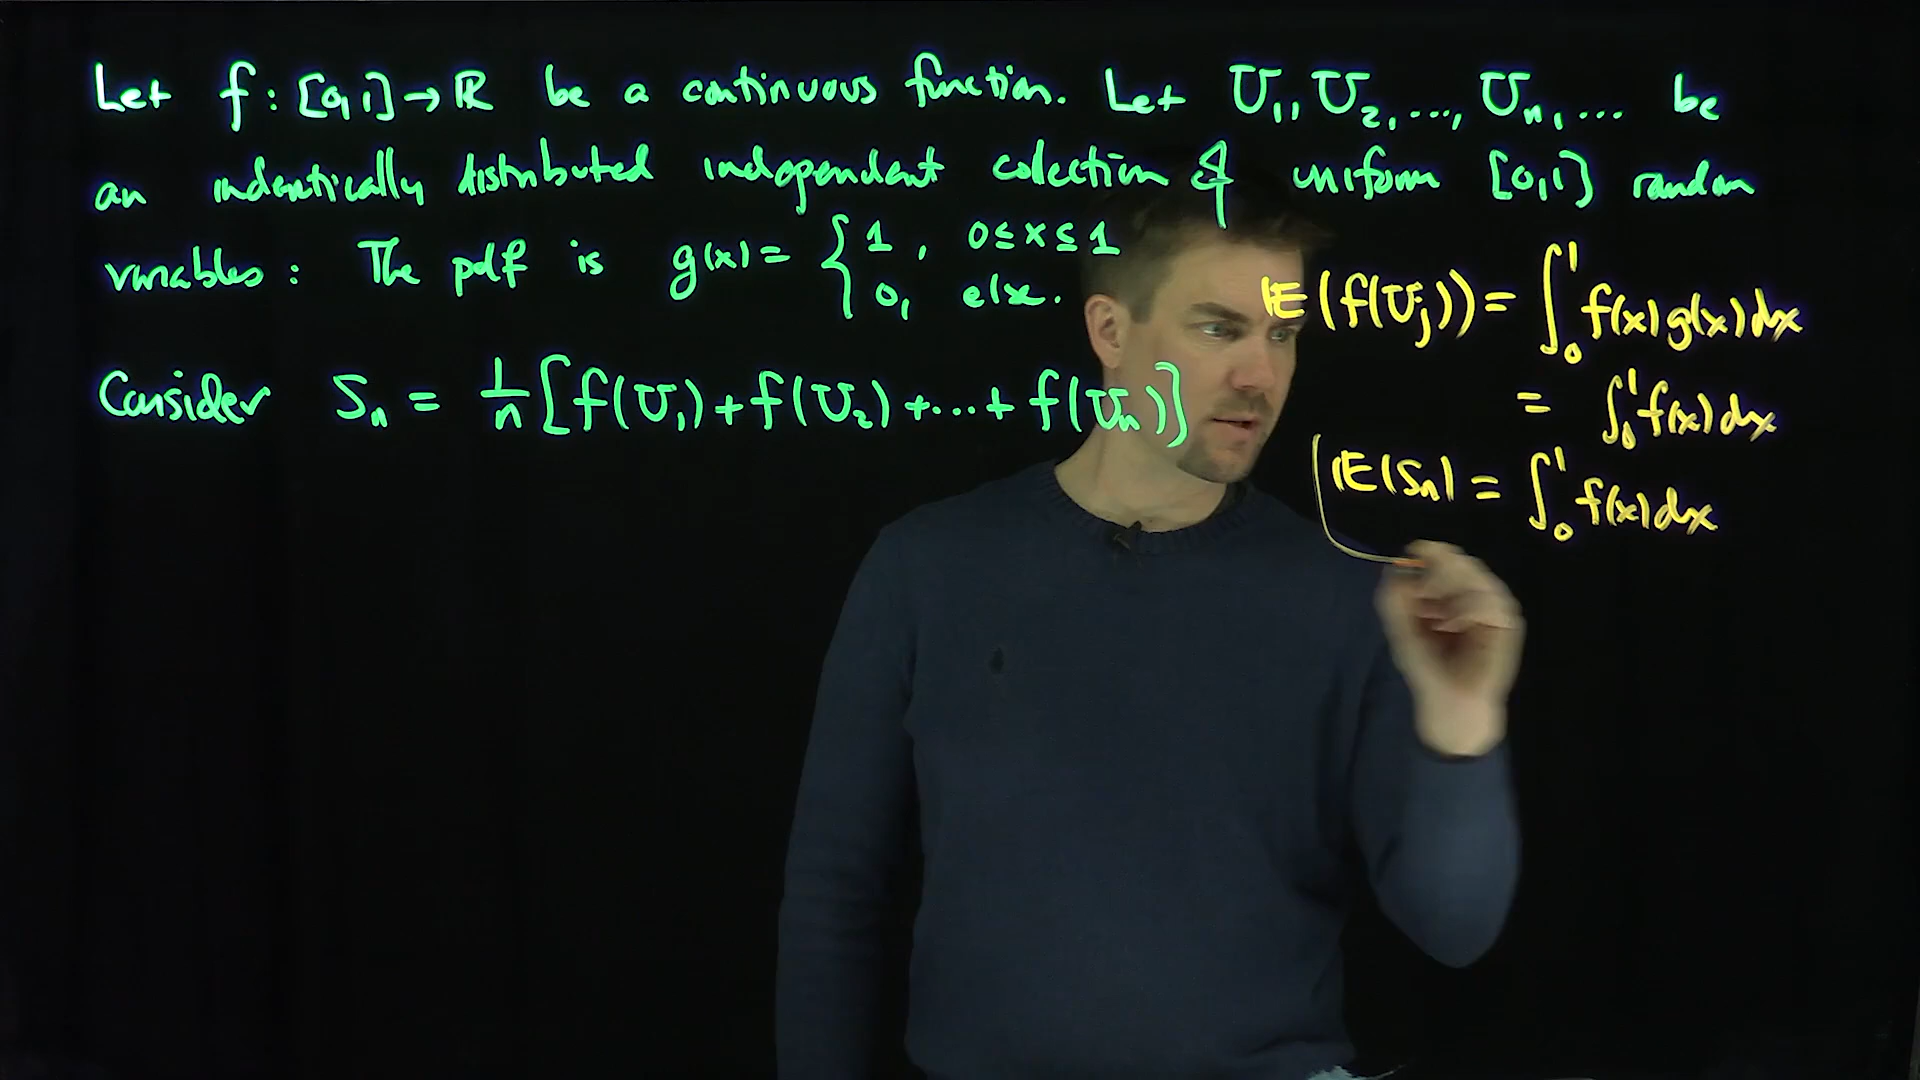 Let f : [0,1] → ℝ be a continuous function. Let U₁, U₂, ..., Uₙ, ... be
an indentically distributed independent colection of uniform [0,1] random
variables : The pdf is g(x) = { 1 , 0 ≤ x ≤ 1
0, else.
𝔼(f(Uⱼ)) = ∫₀¹ f(x) g(x) dx
= ∫₀¹ f(x) dx
Consider Sₙ = 1/n [f(U₁) + f(U₂) + ... + f(Uₙ)]
𝔼(Sₙ) = ∫₀¹ f(x) dx